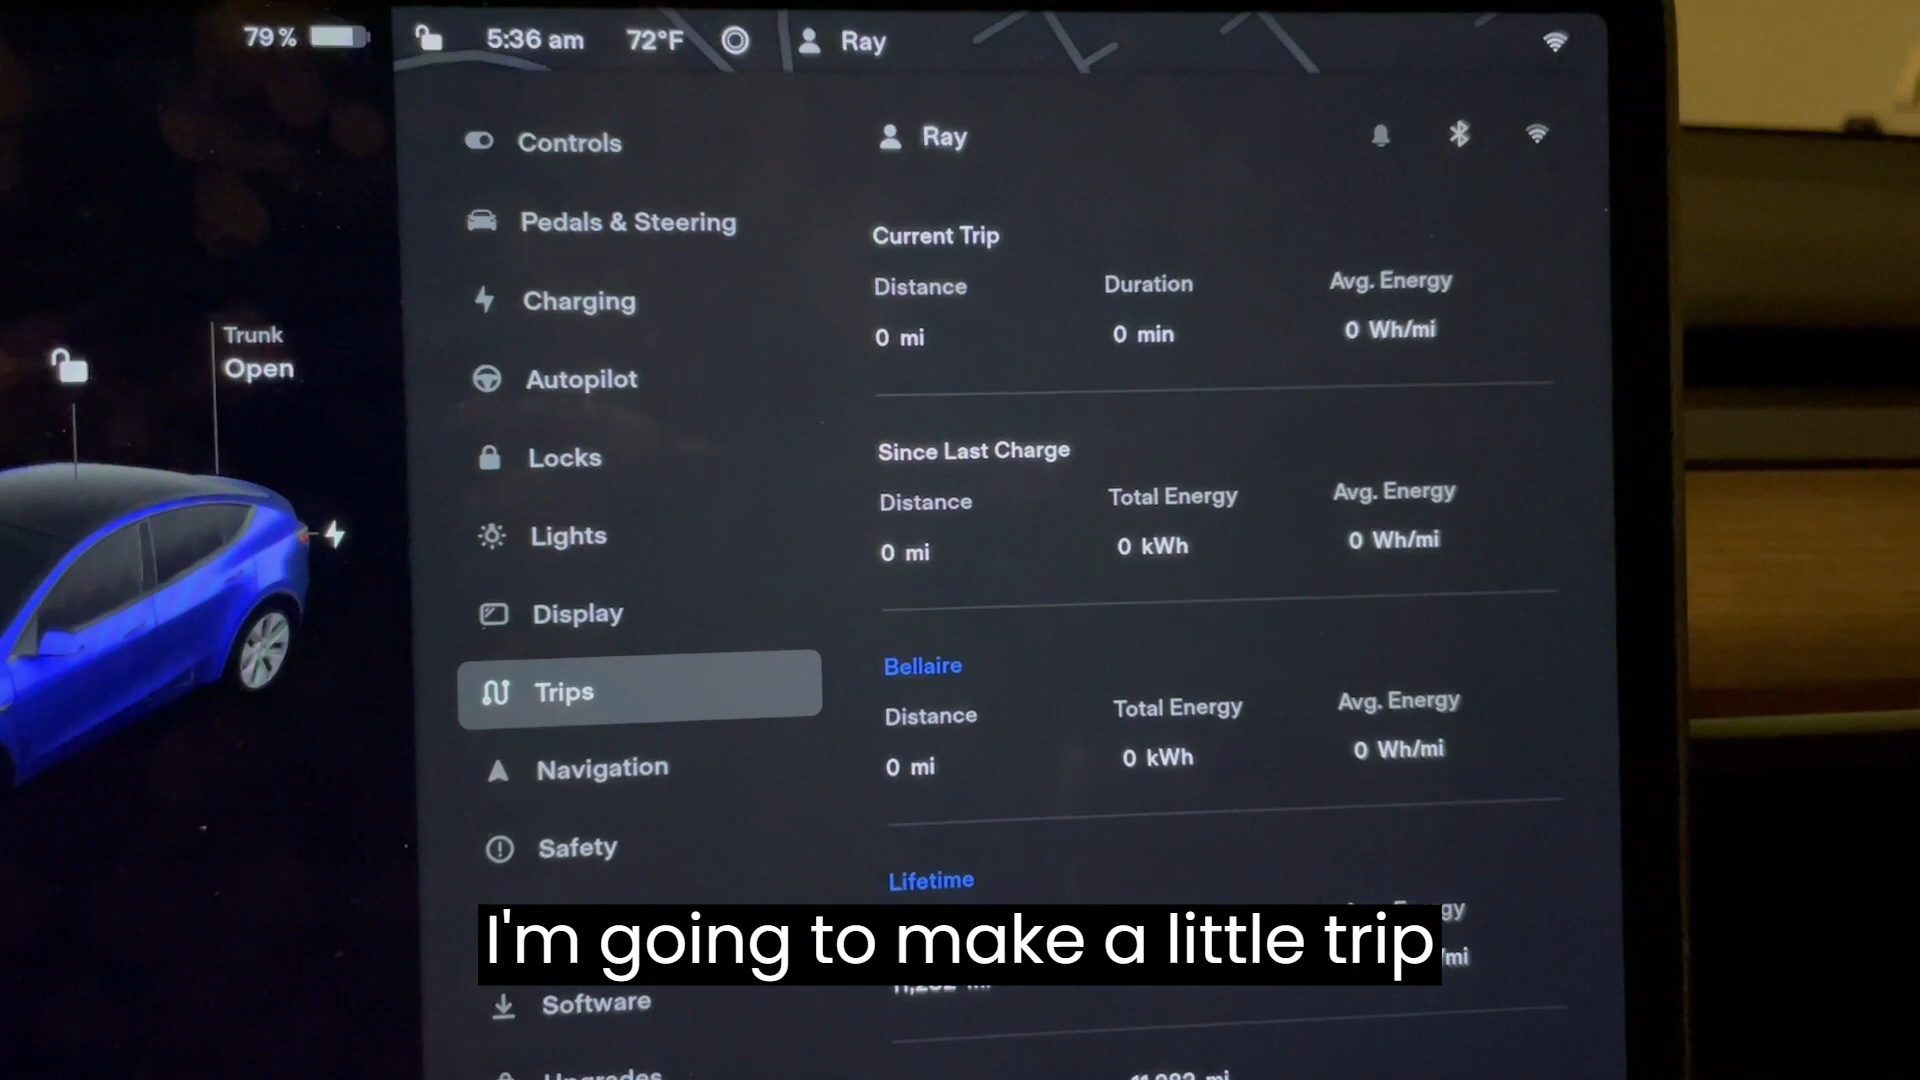 79% 5:36 am 72°F Ray
Trunk
Open
Controls
Pedals & Steering
Charging
Autopilot
Locks
Lights
Display
Trips
Navigation
Safety
Software
Ray
Current Trip
Distance Duration Avg. Energy
0 mi 0 min 0 Wh/mi
Since Last Charge
Distance Total Energy Avg. Energy
0 mi 0 kWh 0 Wh/mi
Bellaire
Distance Total Energy Avg. Energy
0 mi 0 kWh 0 Wh/mi
Lifetime
I'm going to make a little trip